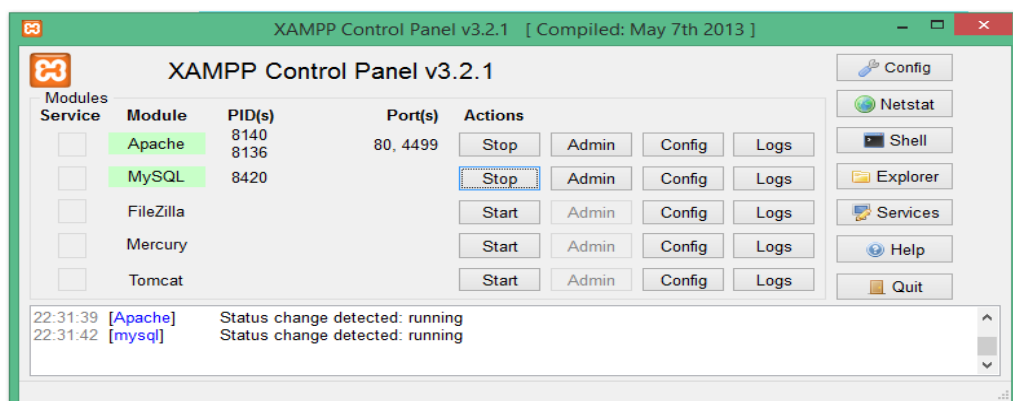 XAMPP Control Panel v3.2.1 [ Compiled: May 7th 2013 ]
XAMPP Control Panel v3.2.1
Config
Modules
Netstat
Service Module PID(s) Port(s) Actions
Apache 8140 8136 80, 4499 Stop Admin Config Logs
Shell
MySQL 8420 Stop Admin Config Logs
Explorer
FileZilla Start Admin Config Logs
Services
Mercury Start Admin Config Logs
Help
Tomcat Start Admin Config Logs
Quit
22:31:39 [Apache] Status change detected: running
22:31:42 [mysql] Status change detected: running